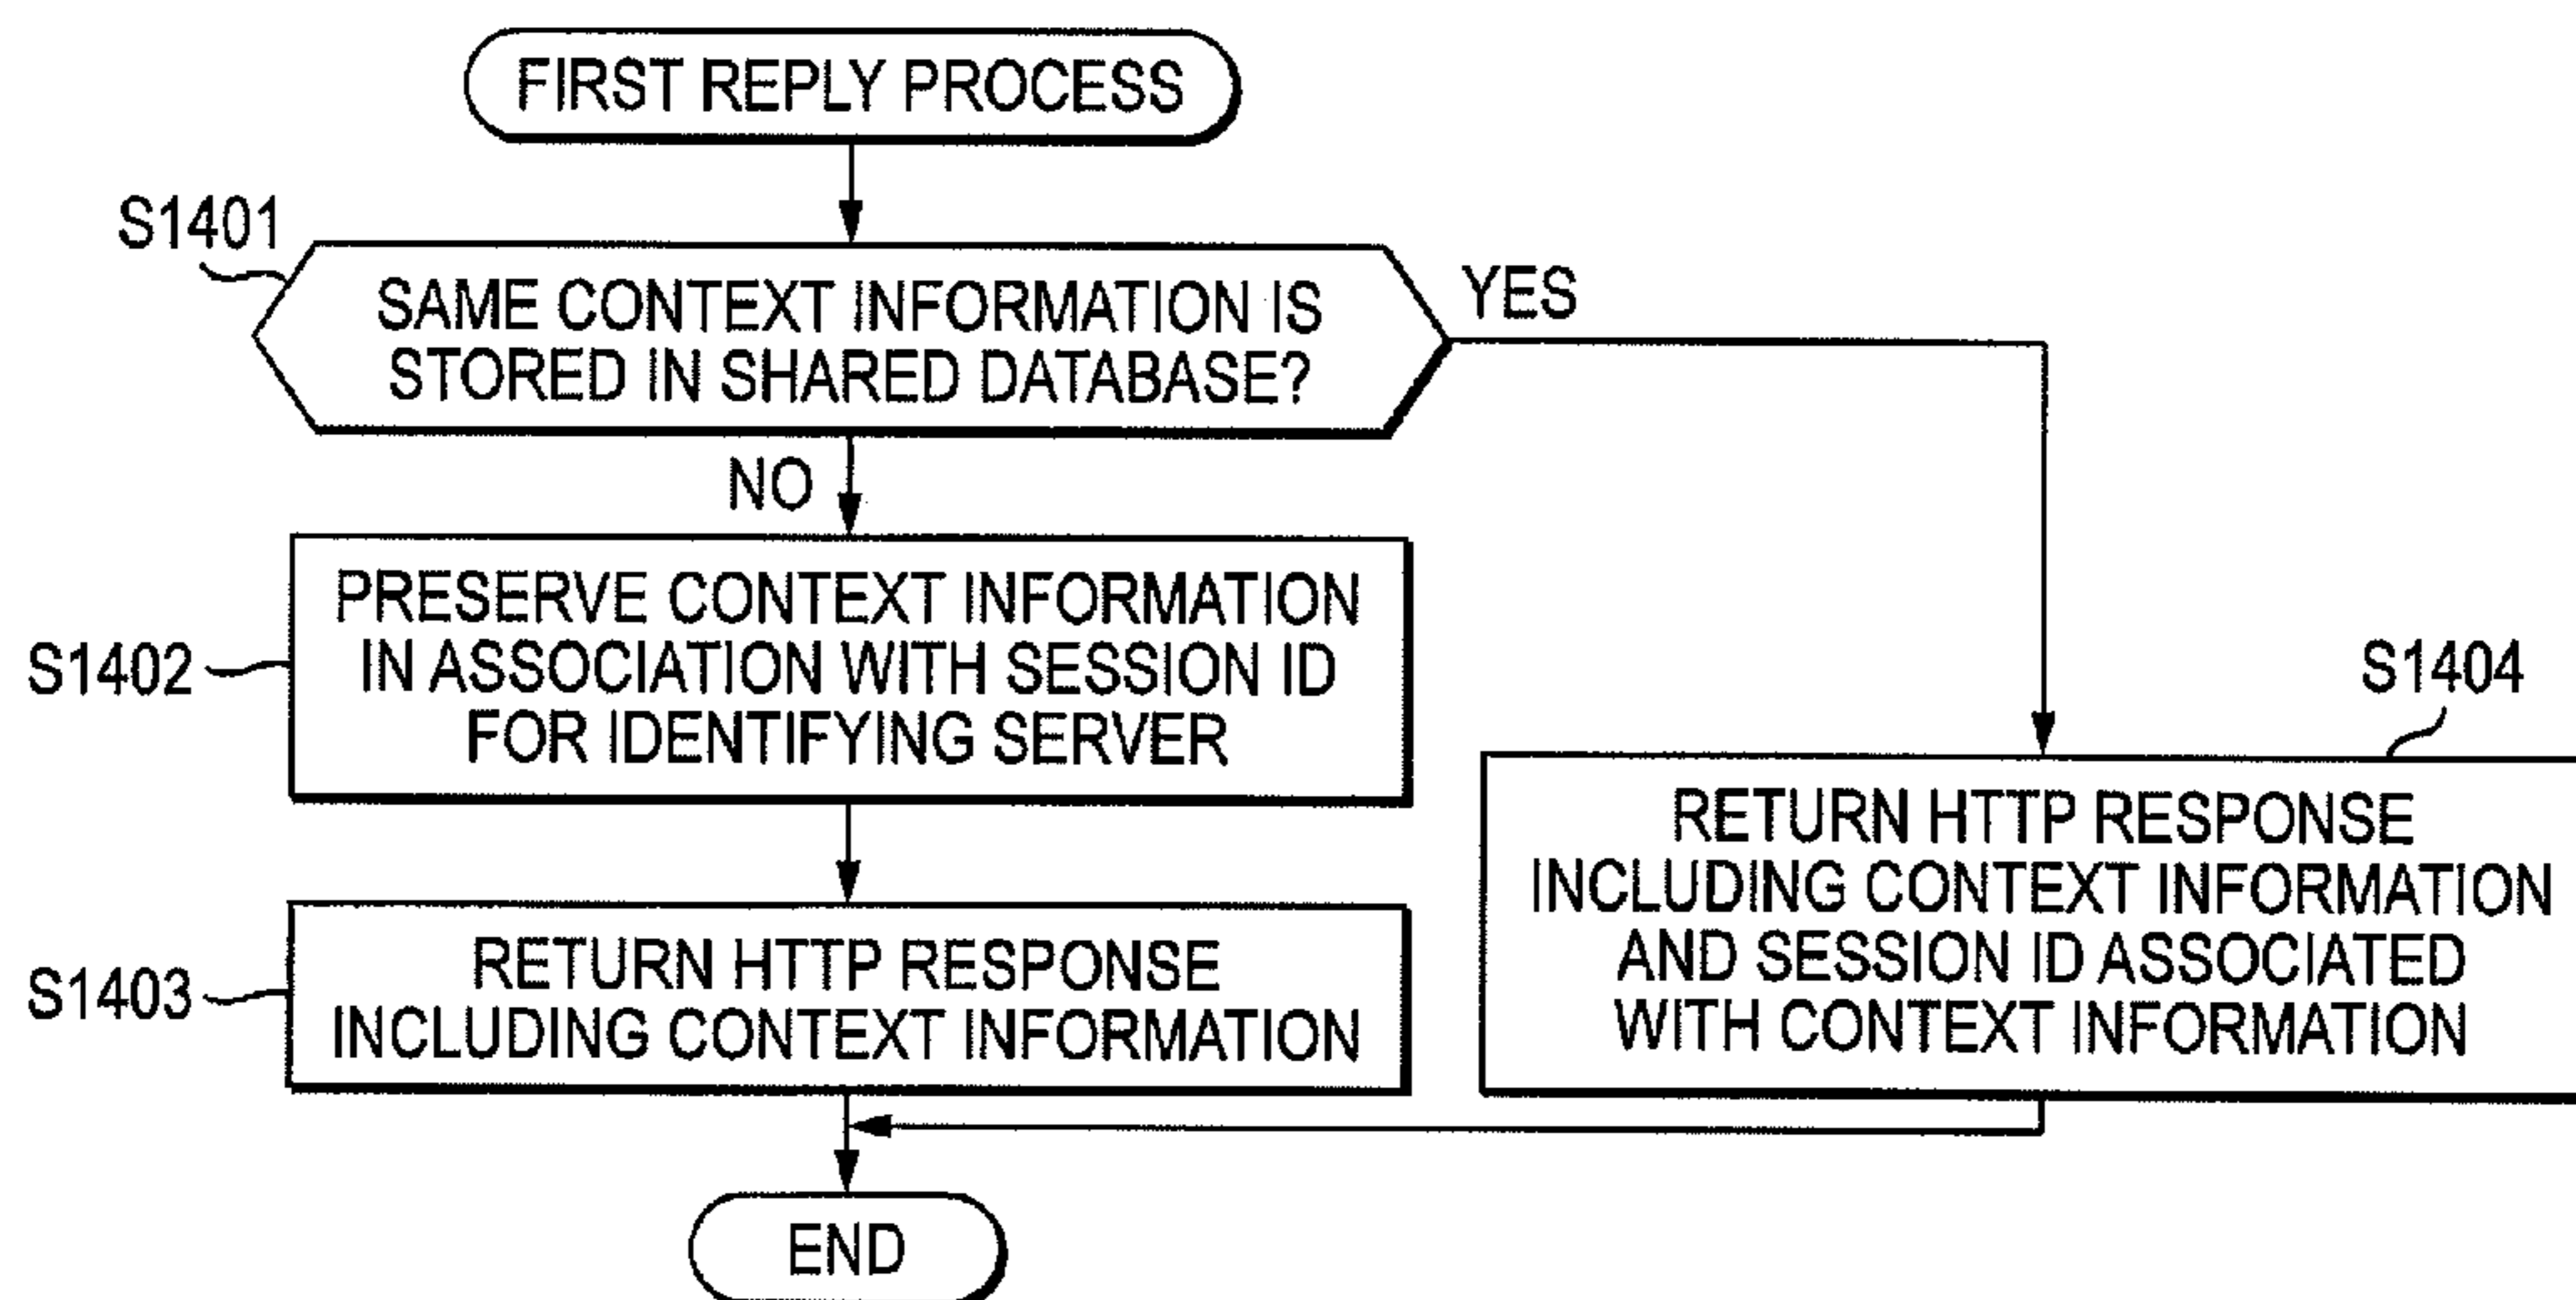 FIRST REPLY PROCESS
S1401
SAME CONTEXT INFORMATION IS
STORED IN SHARED DATABASE?
YES
NO
S1402
PRESERVE CONTEXT INFORMATION
IN ASSOCIATION WITH SESSION ID
FOR IDENTIFYING SERVER
S1403
RETURN HTTP RESPONSE
INCLUDING CONTEXT INFORMATION
S1404
RETURN HTTP RESPONSE
INCLUDING CONTEXT INFORMATION
AND SESSION ID ASSOCIATED
WITH CONTEXT INFORMATION
END